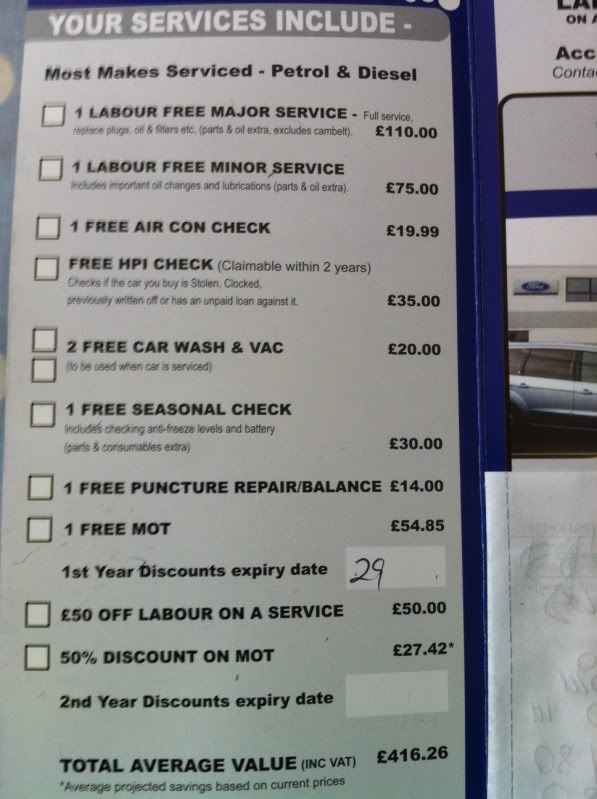 YOUR SERVICES INCLUDE -
Most Makes Serviced - Petrol & Diesel
1 LABOUR FREE MAJOR SERVICE - Full service,
replace plugs, oil & filters etc, (parts & oil extra, excludes cambelt). £110.00
1 LABOUR FREE MINOR SERVICE
Includes important oil changes and lubrications (parts & oil extra). £75.00
1 FREE AIR CON CHECK £19.99
FREE HPI CHECK (Claimable within 2 years)
Checks if the car you buy is Stolen, Clocked,
previously written off or has an unpaid loan against it. £35.00
2 FREE CAR WASH & VAC £20.00
(to be used when car is serviced)
1 FREE SEASONAL CHECK
Includes checking anti-freeze levels and battery
(parts & consumables extra) £30.00
1 FREE PUNCTURE REPAIR/BALANCE £14.00
1 FREE MOT £54.85
1st Year Discounts expiry date 29
£50 OFF LABOUR ON A SERVICE £50.00
50% DISCOUNT ON MOT £27.42*
2nd Year Discounts expiry date
TOTAL AVERAGE VALUE (INC VAT) £416.26
*Average projected savings based on current prices
ON
Acc
Conta
Ford